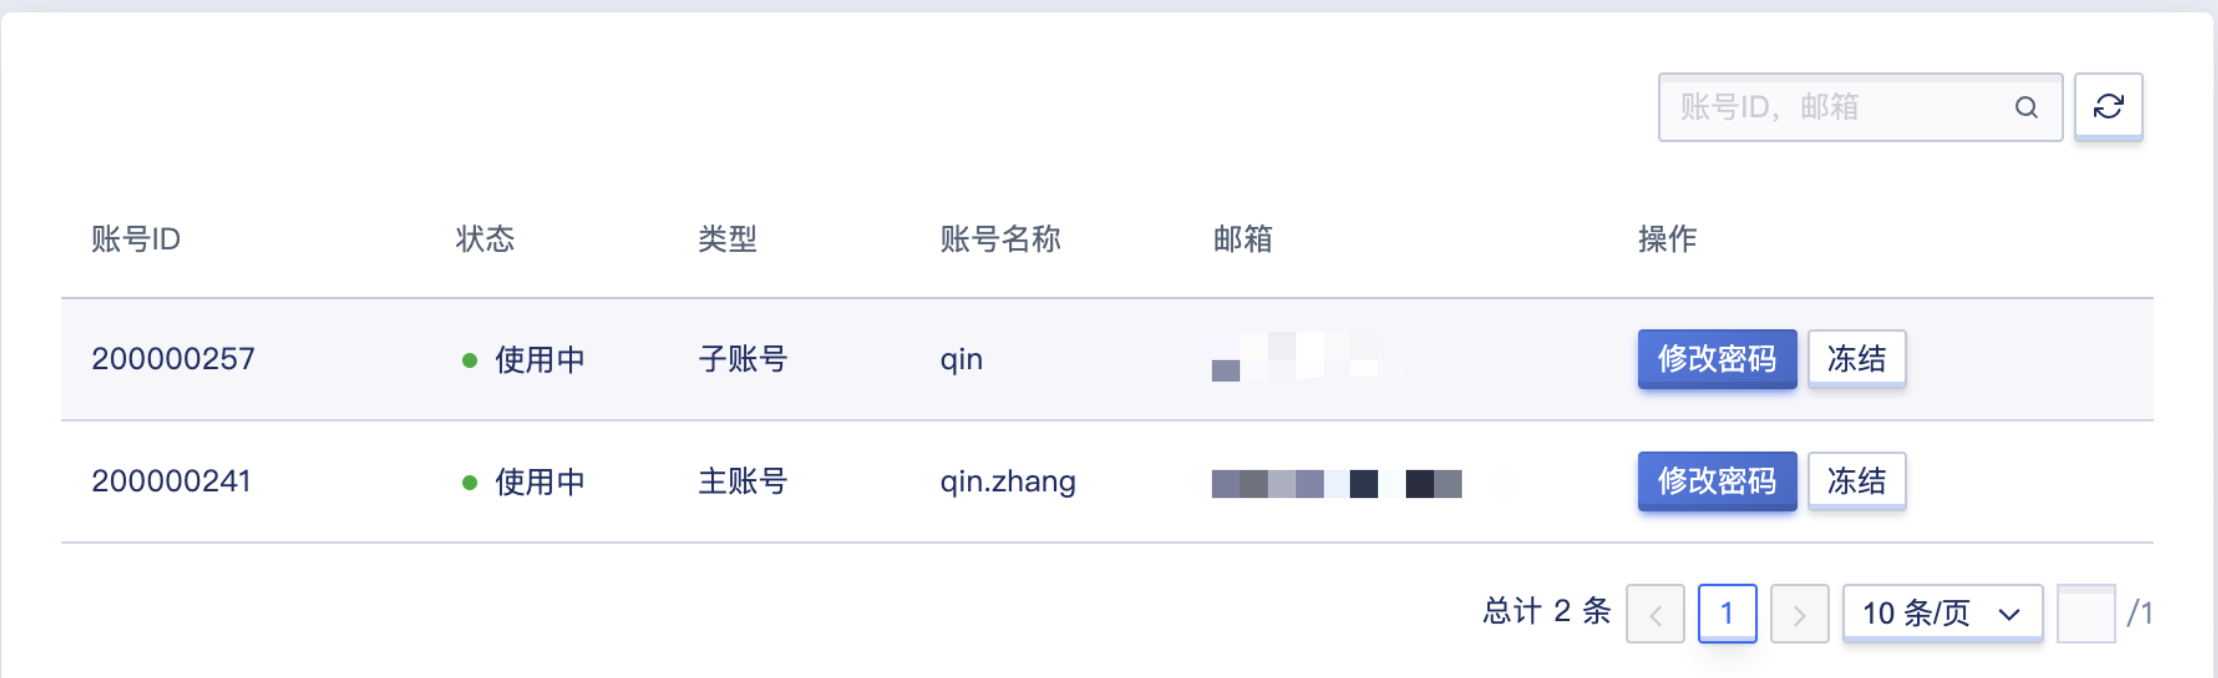 账号ID，邮箱
账号ID 状态 类型 账号名称 邮箱 操作
200000257 使用中 子账号 qin 修改密码 冻结
200000241 使用中 主账号 qin.zhang 修改密码 冻结
总计 2 条 1 10 条/页 /1